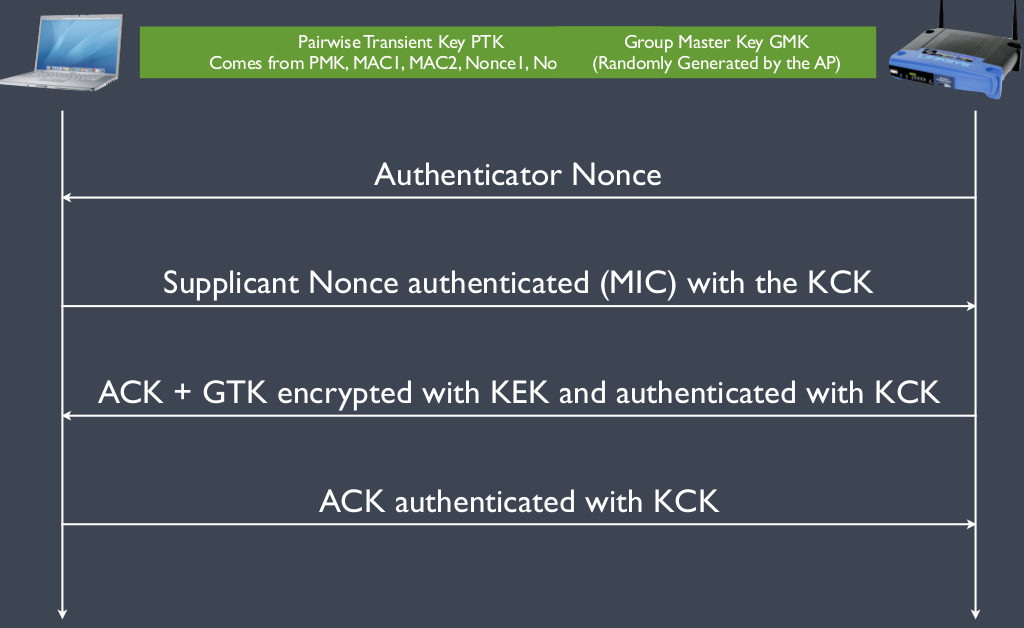 Pairwise Transient Key PTK
Comes from PMK, MAC1, MAC2, Nonce1, No
Group Master Key GMK
(Randomly Generated by the AP)
Authenticator Nonce
Supplicant Nonce authenticated (MIC) with the KCK
ACK + GTK encrypted with KEK and authenticated with KCK
ACK authenticated with KCK